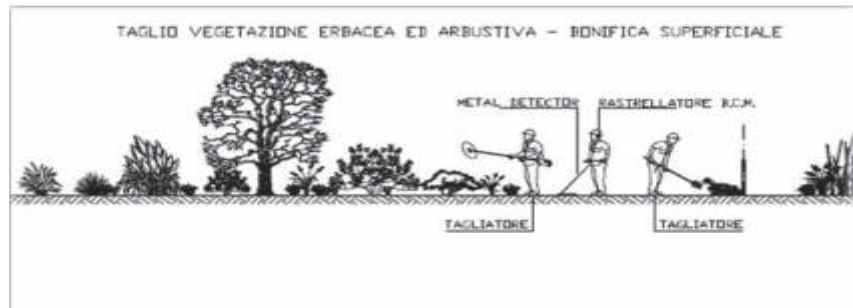 TAGLIO VEGETAZIONE ERBACEA ED ARBUSTIVA - BONIFICA SUPERFICIALE
METAL DETECTOR RASTRELLATORE B.C.M.
TAGLIATORE TAGLIATORE